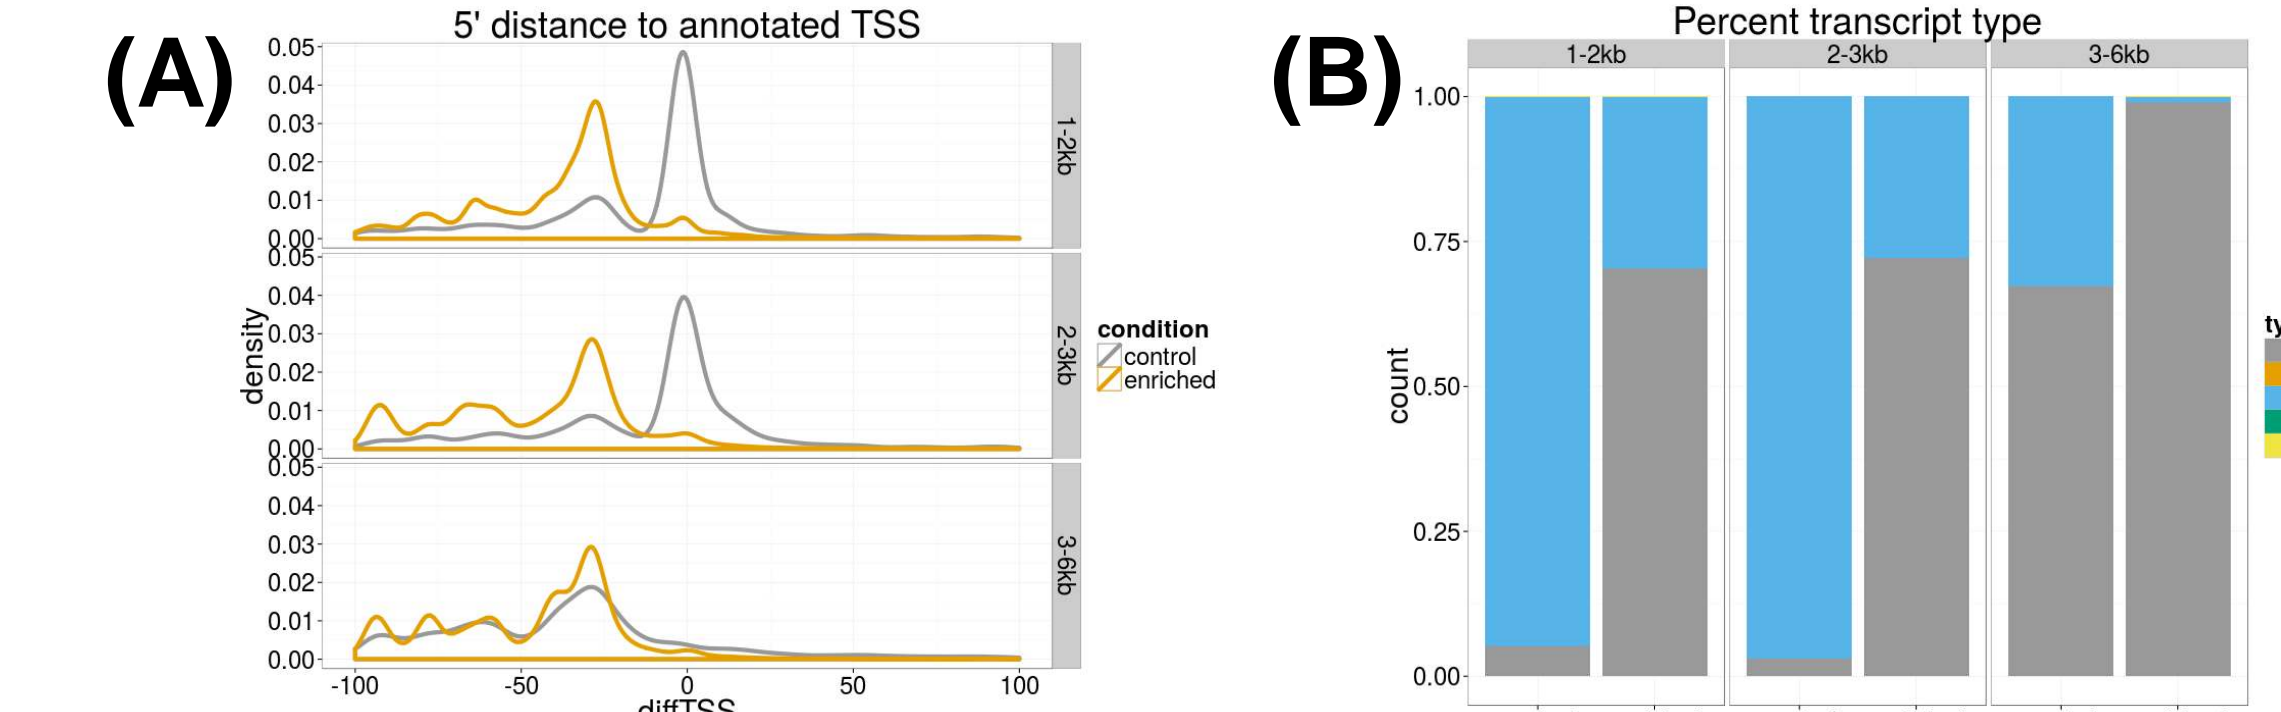 (A)
5' distance to annotated TSS
density
0.05
0.04
0.03
0.02
0.01
0.00
1-2kb
0.05
0.04
0.03
0.02
0.01
0.00
2-3kb
0.05
0.04
0.03
0.02
0.01
0.00
3-6kb
-100 -50 0 50 100
diffTSS
condition
control
enriched
(B)
Percent transcript type
1-2kb 2-3kb 3-6kb
count
1.00
0.75
0.50
0.25
0.00
ty